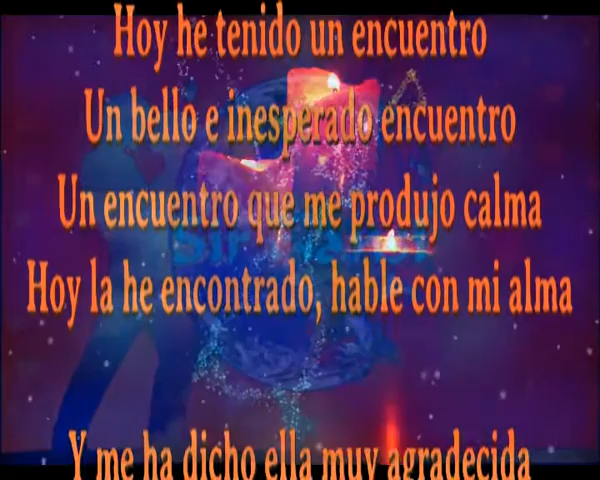 Hoy he tenido un encuentro
Un bello e inesperado encuentro
Un encuentro que me produjo calma
Hoy la he encontrado, hable con mi alma
Y me ha dicho ella muy agradecida